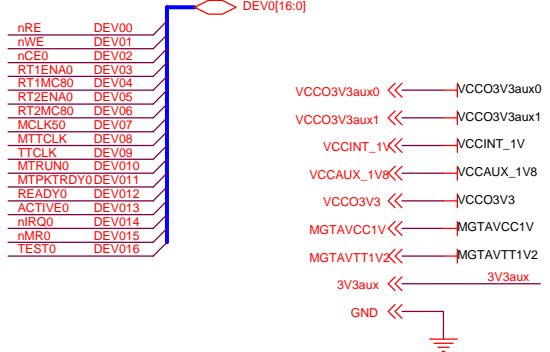 DEV0[16:0]
nRE DEV00
nWE DEV01
nCE0 DEV02
RT1ENA0 DEV03
RT1MC80 DEV04
RT2ENA0 DEV05
RT2MC80 DEV06
MCLK50 DEV07
MTTCLK DEV08
TTCLK DEV09
MTRUN0 DEV010
MTPKTRDY0 DEV011
READY0 DEV012
ACTIVE0 DEV013
nIRQ0 DEV014
nMR0 DEV015
TEST0 DEV016
VCCO3V3aux0 VCCO3V3aux0
VCCO3V3aux1 VCCO3V3aux1
VCCINT_1V VCCINT_1V
VCCAUX_1V8 VCCAUX_1V8
VCCO3V3 VCCO3V3
MGTAVCC1V MGTAVCC1V
MGTAVTT1V2 MGTAVTT1V2
3V3aux 3V3aux
GND